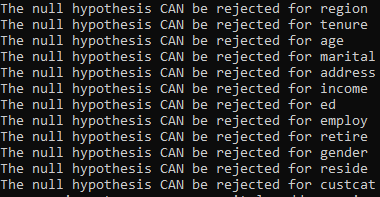 The null hypothesis CAN be rejected for region
The null hypothesis CAN be rejected for tenure
The null hypothesis CAN be rejected for age
The null hypothesis CAN be rejected for marital
The null hypothesis CAN be rejected for address
The null hypothesis CAN be rejected for income
The null hypothesis CAN be rejected for ed
The null hypothesis CAN be rejected for employ
The null hypothesis CAN be rejected for retire
The null hypothesis CAN be rejected for gender
The null hypothesis CAN be rejected for reside
The null hypothesis CAN be rejected for custcat